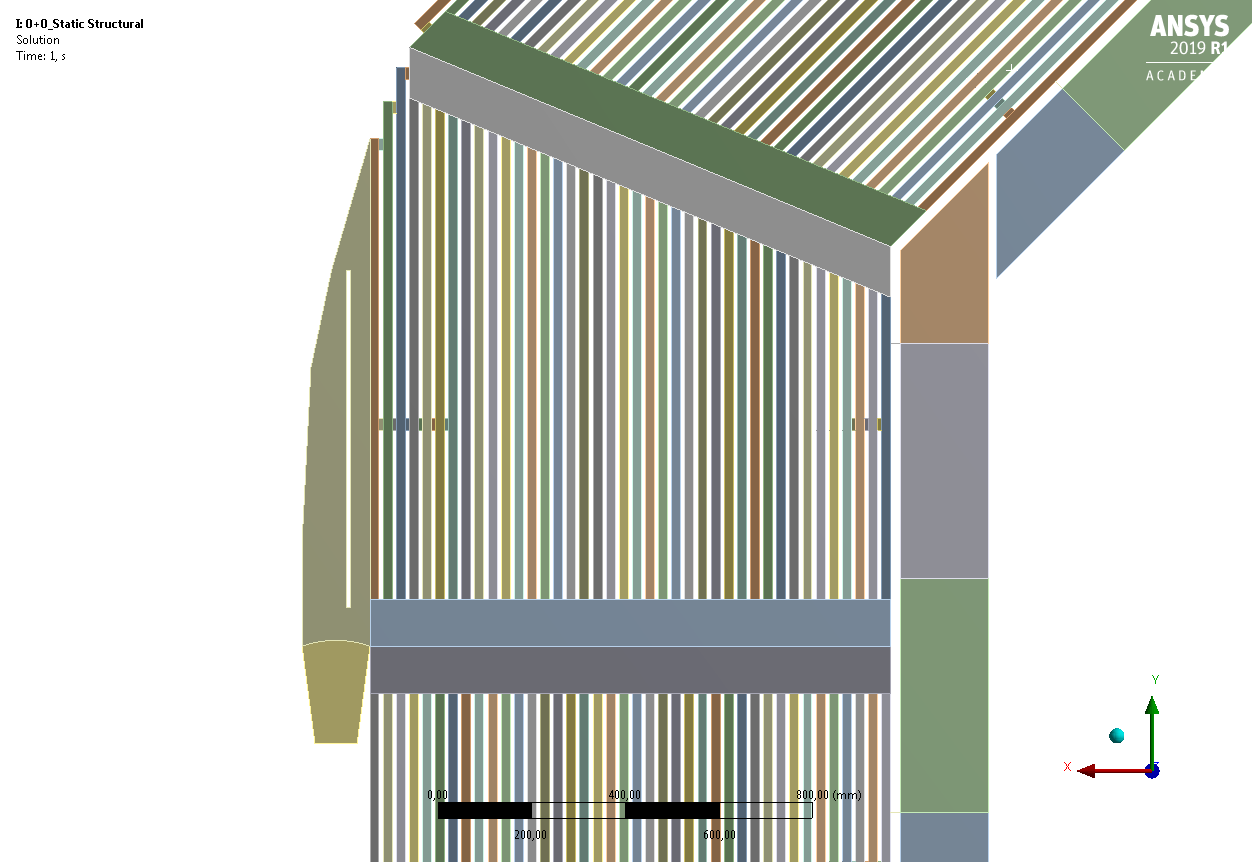 I: 0+0_Static Structural
Solution
Time: 1, s
ANSYS
2019 R1
ACADE
Y
X
0,00 400,00 800,00 (mm)
200,00 600,00